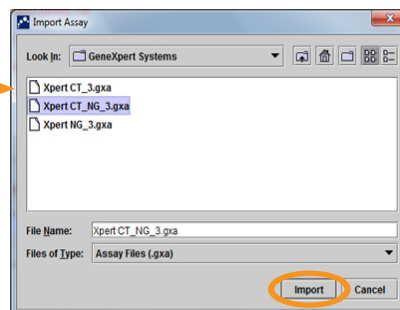 Import Assay
Look In: GeneXpert Systems
Xpert CT_3.gxa
Xpert CT_NG_3.gxa
Xpert NG_3.gxa
File Name: Xpert CT_NG_3.gxa
Files of Type: Assay Files (.gxa)
Import Cancel